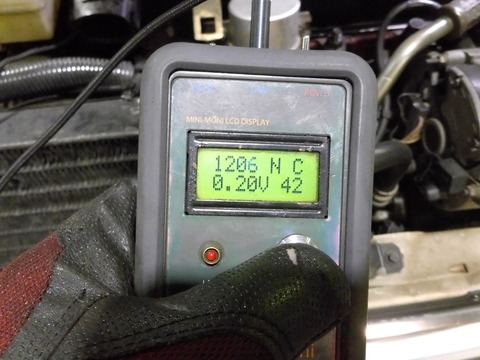 MINI-MONI LCD DISPLAY
1206 N C
0.20V 42